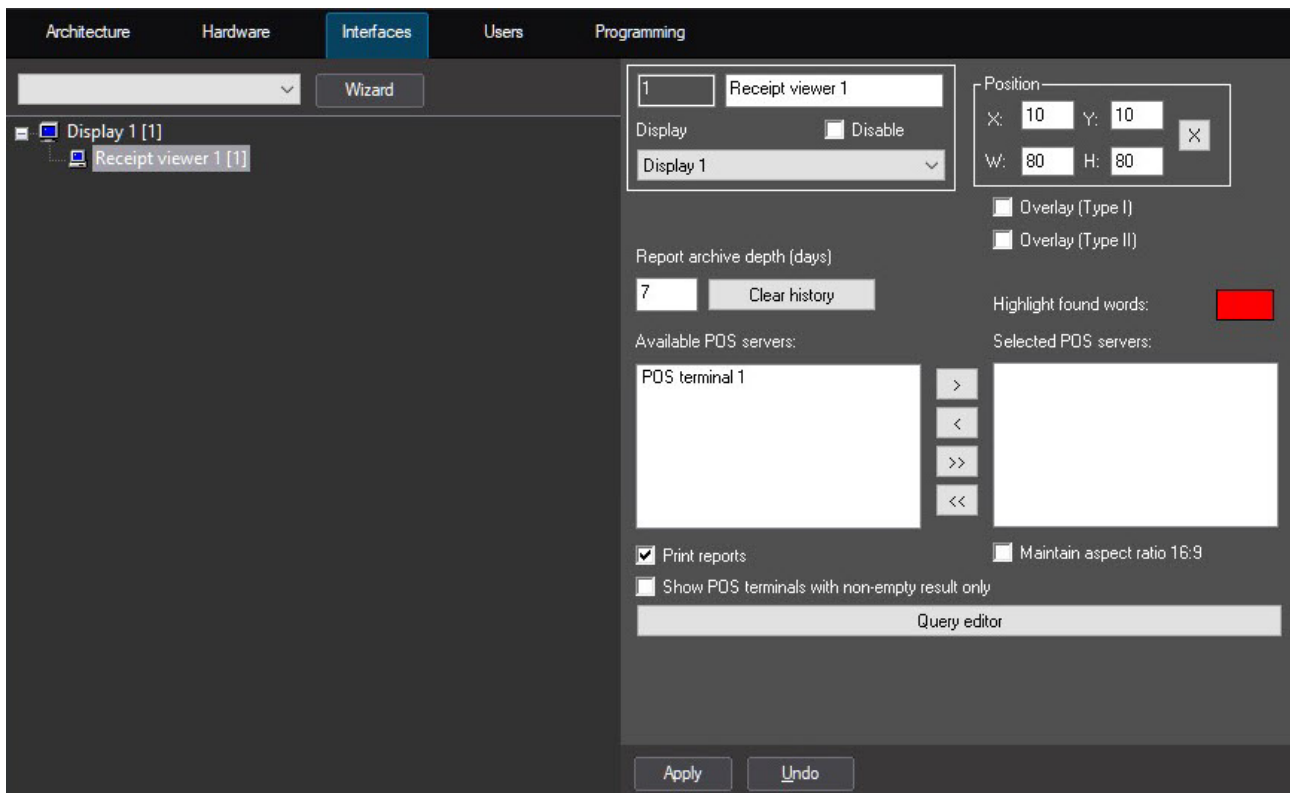 Architecture Hardware Interfaces Users Programming
Wizard
Display 1 [1]
Receipt viewer 1 [1]
1 Receipt viewer 1
Display Disable
Display 1
Position
X: 10 Y: 10
X
W: 80 H: 80
Overlay (Type I)
Overlay (Type II)
Report archive depth (days)
7 Clear history
Highlight found words:
Available POS servers:
POS terminal 1
>
<
>>
<<
Selected POS servers:
Print reports
Maintain aspect ratio 16:9
Show POS terminals with non-empty result only
Query editor
Apply Undo